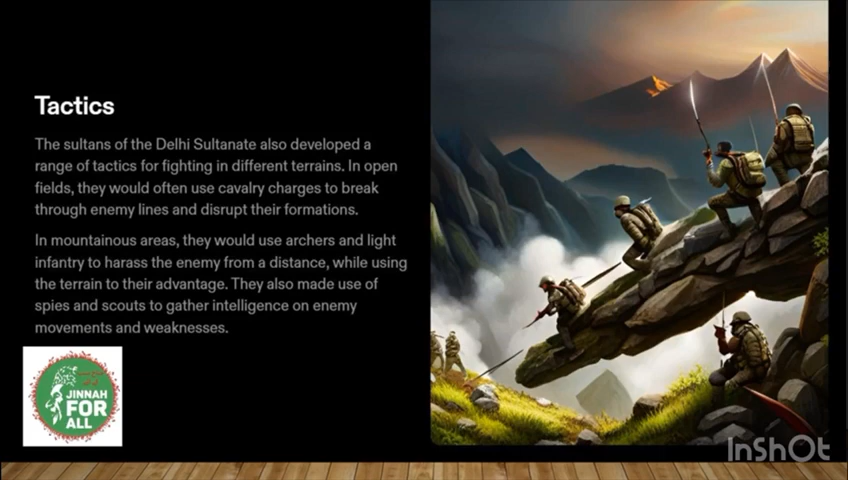 Tactics
The sultans of the Delhi Sultanate also developed a
range of tactics for fighting in different terrains. In open
fields, they would often use cavalry charges to break
through enemy lines and disrupt their formations.
In mountainous areas, they would use archers and light
infantry to harass the enemy from a distance, while using
the terrain to their advantage. They also made use of
spies and scouts to gather intelligence on enemy
movements and weaknesses.
JINNAH
FOR
ALL
InShOt